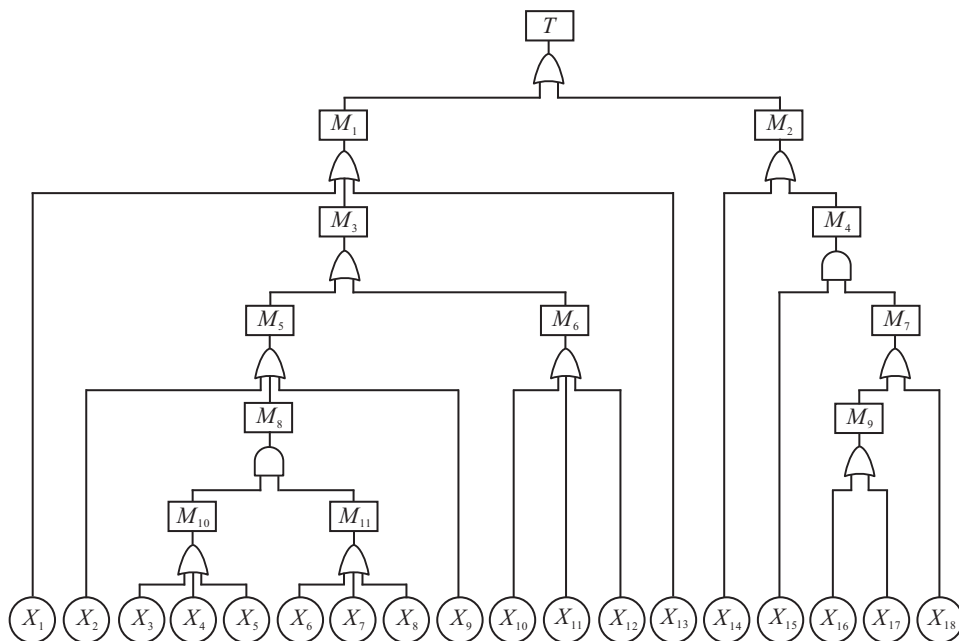 T
M₁ M₂
M₃ M₄
M₅ M₆ M₇
M₈ M₉
M₁₀ M₁₁
X₁ X₂ X₃ X₄ X₅ X₆ X₇ X₈ X₉ X₁₀ X₁₁ X₁₂ X₁₃ X₁₄ X₁₅ X₁₆ X₁₇ X₁₈